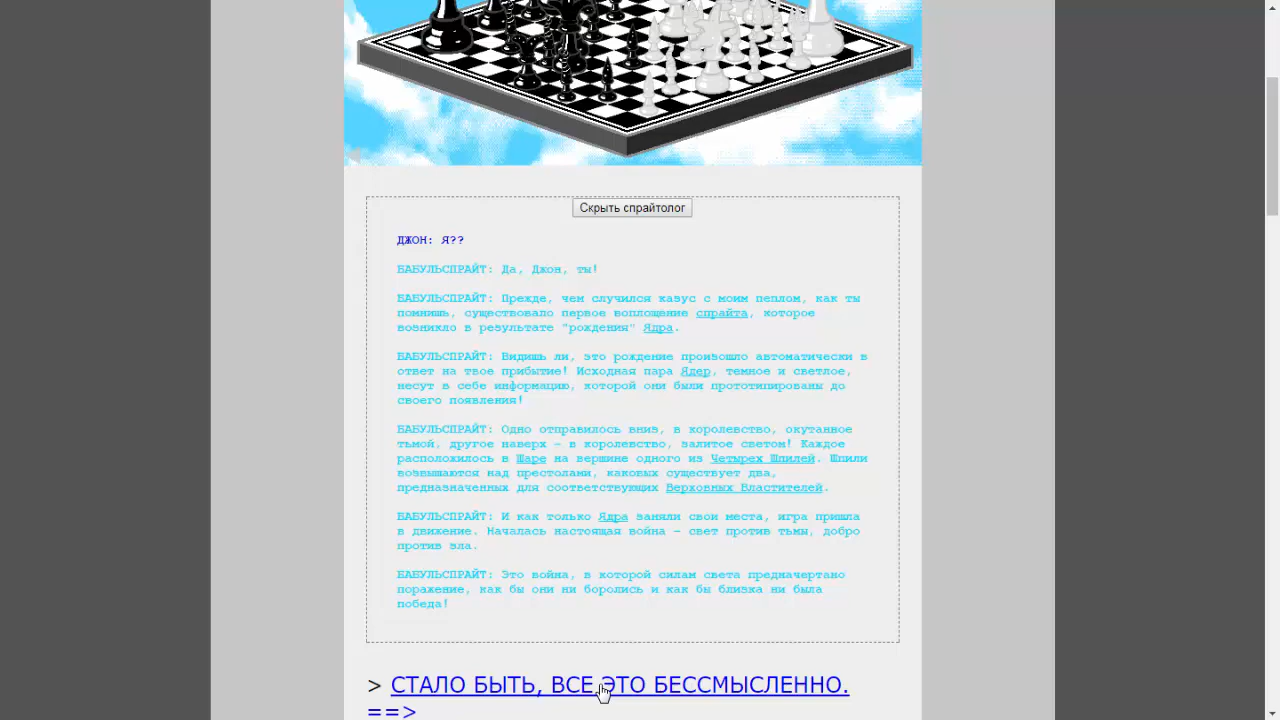 Скрыть спрайтолог
ДЖОН: Я??
БАБУЛЬСПРАЙТ: Да, Джон, ты!
БАБУЛЬСПРАЙТ: Прежде, чем случился казус с моим пеплом, как ты
помнишь, существовало первое воплощение спрайта, которое
возникло в результате "рождения" Ядра.
БАБУЛЬСПРАЙТ: Видишь ли, это рождение произошло автоматически в
ответ на твое прибытие! Исходная пара Ядер, темное и светлое,
несут в себе информацию, которой они были прототипированы до
своего появления!
БАБУЛЬСПРАЙТ: Одно отправилось вниз, в королевство, окутанное
тьмой, другое наверх – в королевство, залитое светом! Каждое
расположилось в Шаре на вершине одного из Четырех Шпилей. Шпили
возвышаются над престолами, каковых существует два,
предназначенных для соответствующих Верховных Властителей.
БАБУЛЬСПРАЙТ: И как только Ядра заняли свои места, игра пришла
в движение. Началась настоящая война – свет против тьмы, добро
против зла.
БАБУЛЬСПРАЙТ: Это война, в которой силам света предначертано
поражение, как бы они ни боролись и как бы близка ни была
победа!
> СТАЛО БЫТЬ, ВСЕ ЭТО БЕССМЫСЛЕННО.
==>